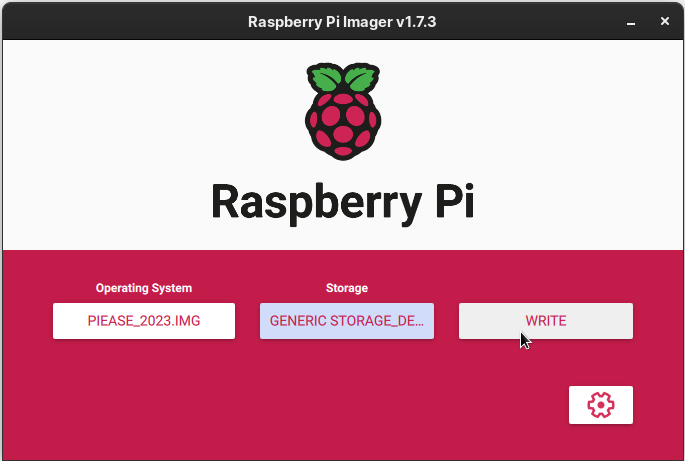 Raspberry Pi Imager v1.7.3
Raspberry Pi
Operating System
Storage
PIEASE_2023.IMG
GENERIC STORAGE_DE...
WRITE